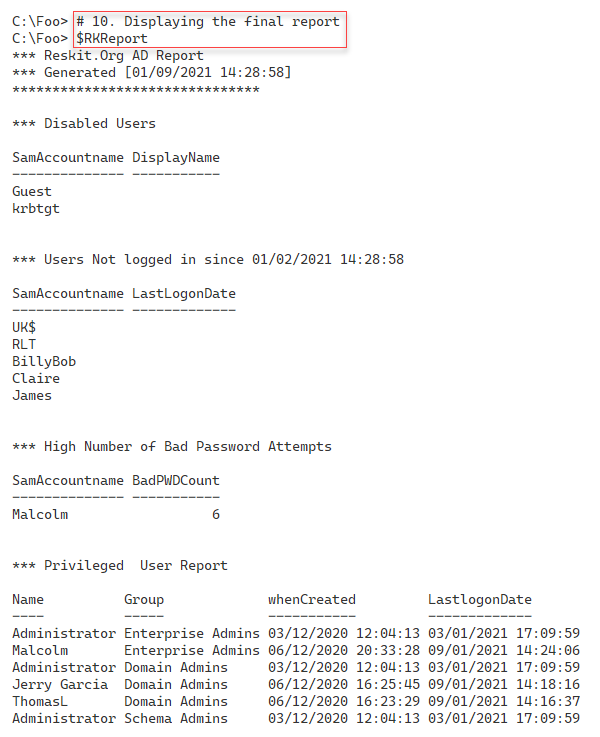 C:\Foo> # 10. Displaying the final report
C:\Foo> $RKReport
*** Reskit.Org AD Report
*** Generated [01/09/2021 14:28:58]
*******************************
*** Disabled Users
SamAccountname DisplayName
-------------- -----------
Guest
krbtgt
*** Users Not logged in since 01/02/2021 14:28:58
SamAccountname LastLogonDate
-------------- -------------
UK$
RLT
BillyBob
Claire
James
*** High Number of Bad Password Attempts
SamAccountname BadPWDCount
-------------- -----------
Malcolm                  6
*** Privileged  User Report
Name          Group             whenCreated         LastlogonDate
----          -----             -----------         -------------
Administrator Enterprise Admins 03/12/2020 12:04:13 03/01/2021 17:09:59
Malcolm       Enterprise Admins 06/12/2020 20:33:28 09/01/2021 14:24:06
Administrator Domain Admins     03/12/2020 12:04:13 03/01/2021 17:09:59
Jerry Garcia  Domain Admins     06/12/2020 16:25:45 09/01/2021 14:18:16
ThomasL       Domain Admins     06/12/2020 16:23:29 09/01/2021 14:16:37
Administrator Schema Admins     03/12/2020 12:04:13 03/01/2021 17:09:59